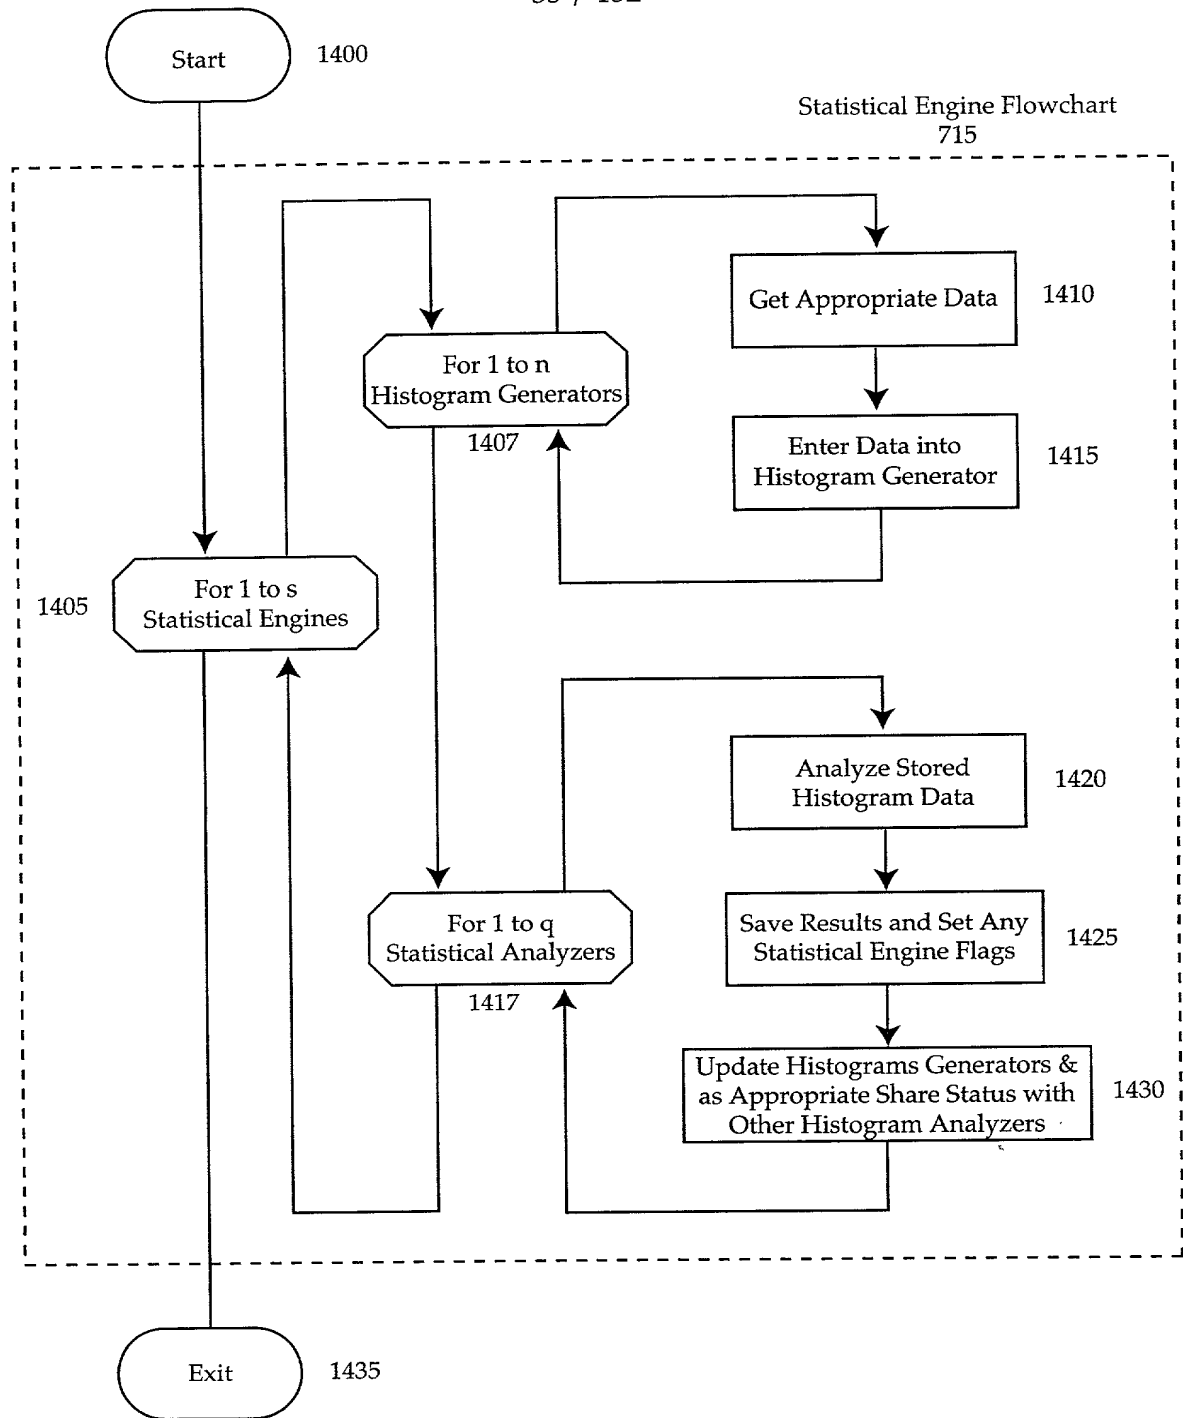 Start
1400
Statistical Engine Flowchart
715
Get Appropriate Data
1410
For 1 to n
Histogram Generators
1407
Enter Data into
Histogram Generator
1415
1405
For 1 to s
Statistical Engines
Analyze Stored
Histogram Data
1420
For 1 to q
Statistical Analyzers
1417
Save Results and Set Any
Statistical Engine Flags
1425
Update Histograms Generators &
as Appropriate Share Status with
Other Histogram Analyzers
1430
Exit
1435